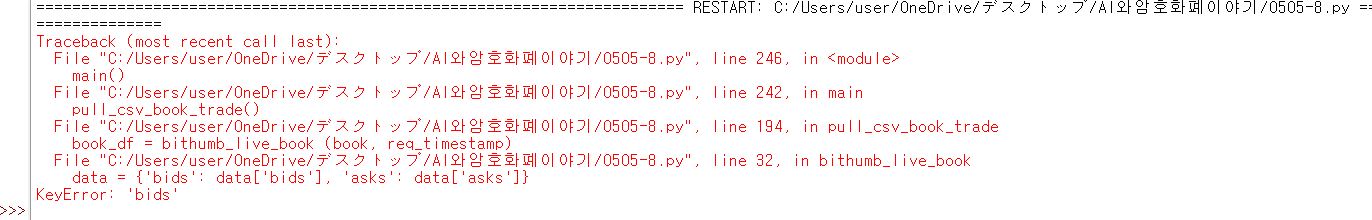 ======================================================================== RESTART: C:/Users/user/OneDrive/デスクトップ/AI와암호화폐이야기/0505-8.py ==
==============
Traceback (most recent call last):
  File "C:/Users/user/OneDrive/デスクトップ/AI와암호화폐이야기/0505-8.py", line 246, in <module>
    main()
  File "C:/Users/user/OneDrive/デスクトップ/AI와암호화폐이야기/0505-8.py", line 242, in main
    pull_csv_book_trade()
  File "C:/Users/user/OneDrive/デスクトップ/AI와암호화폐이야기/0505-8.py", line 194, in pull_csv_book_trade
    book_df = bithumb_live_book (book, req_timestamp)
  File "C:/Users/user/OneDrive/デスクトップ/AI와암호화폐이야기/0505-8.py", line 32, in bithumb_live_book
    data = {'bids': data['bids'], 'asks': data['asks']}
KeyError: 'bids'
>>>